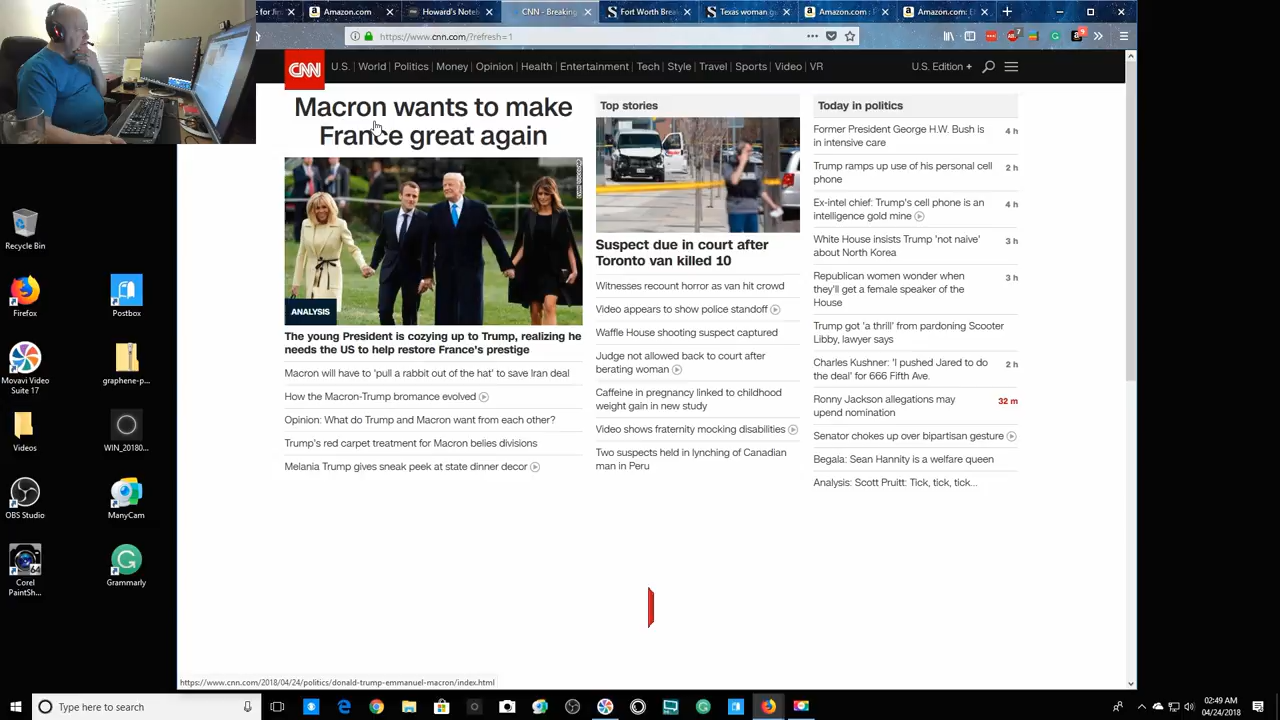 e for Jim
Amazon.com
Howard's Note
CNN - Breaking
Fort Worth Bre
Texas woman g
Amazon.com: P
Amazon.com: E
https://www.cnn.com/?refresh=1
CNN
U.S. World Politics Money Opinion Health Entertainment Tech Style Travel Sports Video VR
U.S. Edition +
Macron wants to make
France great again
ANALYSIS
The young President is cozying up to Trump, realizing he
needs the US to help restore France's prestige
Macron will have to 'pull a rabbit out of the hat' to save Iran deal
How the Macron-Trump bromance evolved
Opinion: What do Trump and Macron want from each other?
Trump's red carpet treatment for Macron belies divisions
Melania Trump gives sneak peek at state dinner decor
Top stories
Suspect due in court after
Toronto van killed 10
Witnesses recount horror as van hit crowd
Video appears to show police standoff
Waffle House shooting suspect captured
Judge not allowed back to court after
berating woman
Caffeine in pregnancy linked to childhood
weight gain in new study
Video shows fraternity mocking disabilities
Two suspects held in lynching of Canadian
man in Peru
Today in politics
Former President George H.W. Bush is
in intensive care
4 h
Trump ramps up use of his personal cell
phone
2 h
Ex-intel chief: Trump's cell phone is an
intelligence gold mine
4 h
White House insists Trump 'not naive'
about North Korea
3 h
Republican women wonder when
they'll get a female speaker of the
House
3 h
Trump got 'a thrill' from pardoning Scooter
Libby, lawyer says
Charles Kushner: 'I pushed Jared to do
the deal' for 666 Fifth Ave.
2 h
Ronny Jackson allegations may
upend nomination
32 m
Senator chokes up over bipartisan gesture
Begala: Sean Hannity is a welfare queen
Analysis: Scott Pruitt: Tick, tick, tick...
Recycle Bin
Firefox
Postbox
Movavi Video
Suite 17
graphene-p...
Videos
WIN_20180...
OBS Studio
ManyCam
Corel
PaintSh...
Grammarly
https://www.cnn.com/2018/04/24/politics/donald-trump-emmanuel-macron/index.html
Type here to search
02:49 AM
04/24/2018